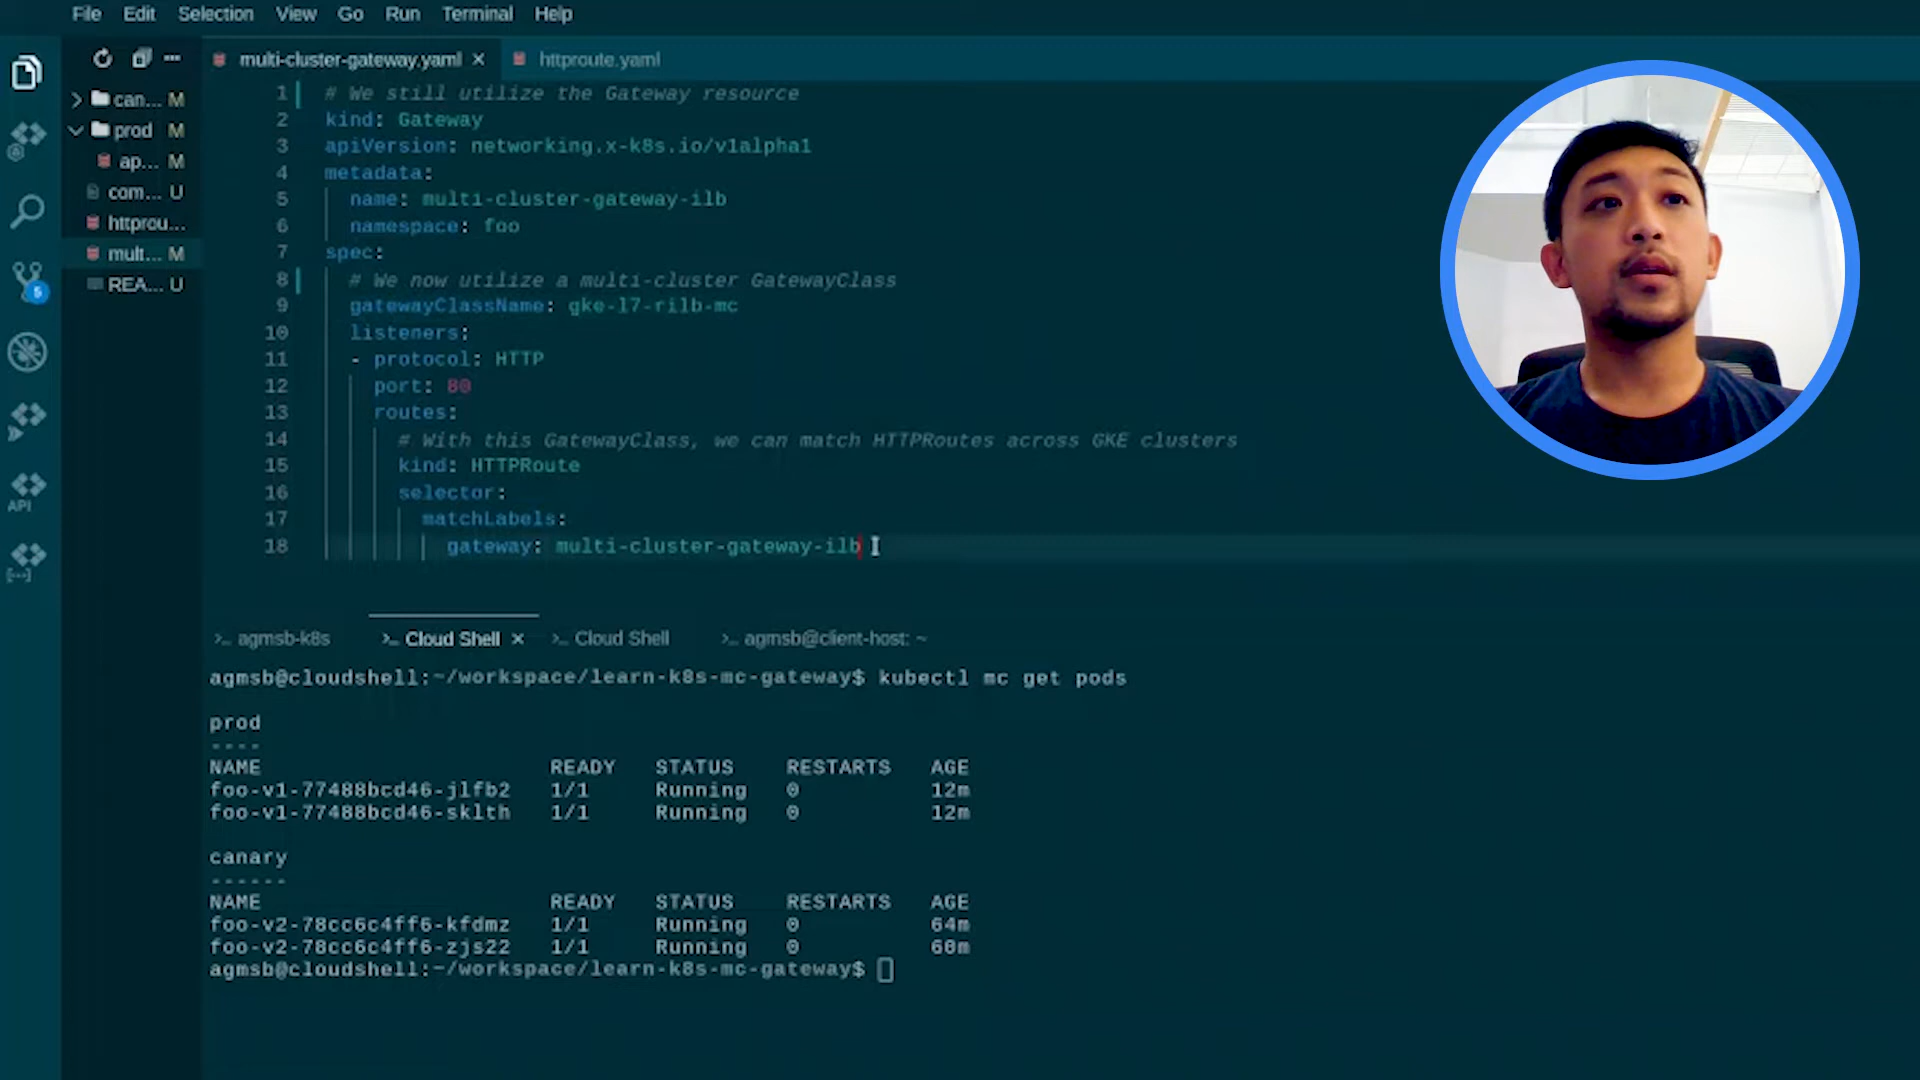 File Edit Selection View Go Run Terminal Help
multi-cluster-gateway.yaml httproute.yaml
can... M
prod M
ap... M
com... U
httprou...
mult... M
REA... U
5
API
1 # We still utilize the Gateway resource
2 kind: Gateway
3 apiVersion: networking.x-k8s.io/v1alpha1
4 metadata:
5 name: multi-cluster-gateway-ilb
6 namespace: foo
7 spec:
8 # We now utilize a multi-cluster GatewayClass
9 gatewayClassName: gke-l7-rilb-mc
10 listeners:
11 - protocol: HTTP
12 port: 80
13 routes:
14 # With this GatewayClass, we can match HTTPRoutes across GKE clusters
15 kind: HTTPRoute
16 selector:
17 matchLabels:
18 gateway: multi-cluster-gateway-ilb
>_ agmsb-k8s >_ Cloud Shell >_ Cloud Shell >_ agmsb@client-host: ~
agmsb@cloudshell:~/workspace/learn-k8s-mc-gateway$ kubectl mc get pods
prod
----
NAME READY STATUS RESTARTS AGE
foo-v1-77488bcd46-jlfb2 1/1 Running 0 12m
foo-v1-77488bcd46-sklth 1/1 Running 0 12m
canary
------
NAME READY STATUS RESTARTS AGE
foo-v2-78cc6c4ff6-kfdmz 1/1 Running 0 64m
foo-v2-78cc6c4ff6-zjs22 1/1 Running 0 60m
agmsb@cloudshell:~/workspace/learn-k8s-mc-gateway$